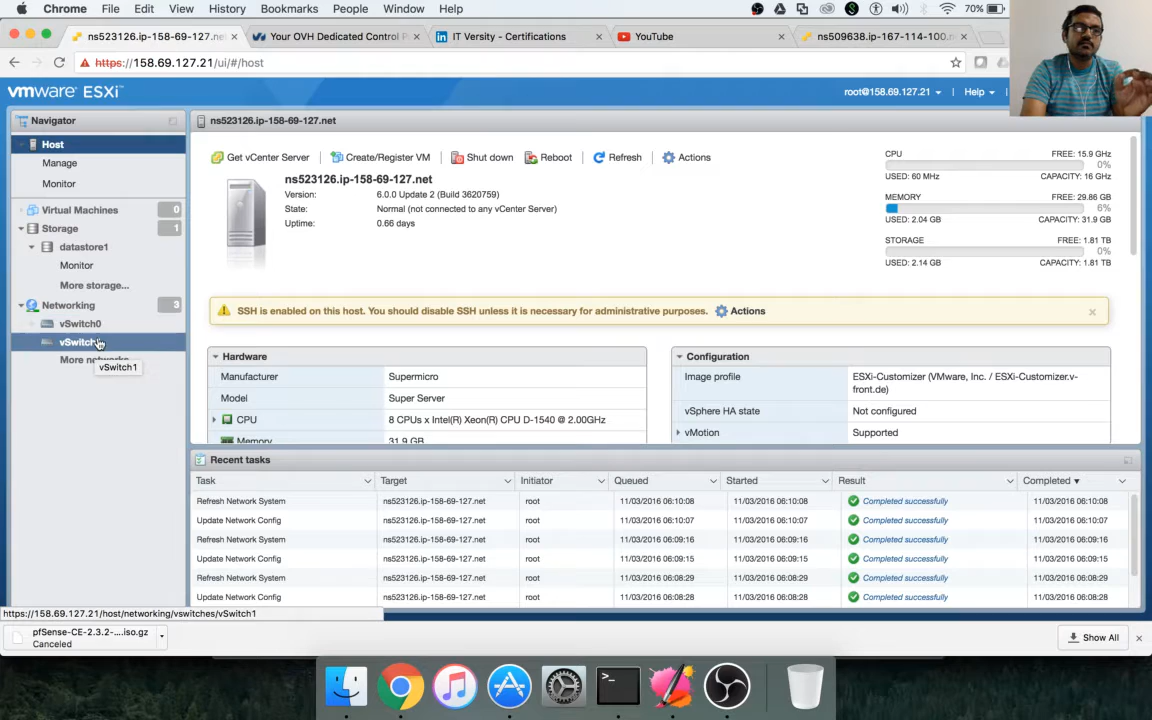 Chrome File Edit View History Bookmarks People Window Help 70%
ns523126.ip-158-69-127.net × Your OVH Dedicated Control P × IT Versity - Certifications × YouTube × ns509638.ip-167-114-100.n ×
https://158.69.127.21/ui/#/host
vmware ESXi™ root@158.69.127.21 | Help |
Navigator
Host
Manage
Monitor
Virtual Machines 0
Storage 1
datastore1
Monitor
More storage...
Networking 3
vSwitch0
vSwitch
More networks
vSwitch1
ns523126.ip-158-69-127.net
Get vCenter Server | Create/Register VM | Shut down Reboot | Refresh | Actions
ns523126.ip-158-69-127.net
Version: 6.0.0 Update 2 (Build 3620759)
State: Normal (not connected to any vCenter Server)
Uptime: 0.66 days
CPU FREE: 15.9 GHz
0%
USED: 60 MHz CAPACITY: 16 GHz
MEMORY FREE: 29.86 GB
6%
USED: 2.04 GB CAPACITY: 31.9 GB
STORAGE FREE: 1.81 TB
0%
USED: 2.14 GB CAPACITY: 1.81 TB
SSH is enabled on this host. You should disable SSH unless it is necessary for administrative purposes. Actions ×
Hardware
Manufacturer Supermicro
Model Super Server
CPU 8 CPUs x Intel(R) Xeon(R) CPU D-1540 @ 2.00GHz
Memory 31.9 GB
Configuration
Image profile ESXi-Customizer (VMware, Inc. / ESXi-Customizer.v-
front.de)
vSphere HA state Not configured
vMotion Supported
Recent tasks
Task Target Initiator Queued Started Result Completed ▼
Refresh Network System ns523126.ip-158-69-127.net root 11/03/2016 06:10:08 11/03/2016 06:10:08 Completed successfully 11/03/2016 06:10:08
Update Network Config ns523126.ip-158-69-127.net root 11/03/2016 06:10:07 11/03/2016 06:10:07 Completed successfully 11/03/2016 06:10:07
Refresh Network System ns523126.ip-158-69-127.net root 11/03/2016 06:09:16 11/03/2016 06:09:16 Completed successfully 11/03/2016 06:09:16
Update Network Config ns523126.ip-158-69-127.net root 11/03/2016 06:09:15 11/03/2016 06:09:15 Completed successfully 11/03/2016 06:09:15
Refresh Network System ns523126.ip-158-69-127.net root 11/03/2016 06:08:29 11/03/2016 06:08:29 Completed successfully 11/03/2016 06:08:29
Update Network Config ns523126.ip-158-69-127.net root 11/03/2016 06:08:28 11/03/2016 06:08:28 Completed successfully 11/03/2016 06:08:28
https://158.69.127.21/host/networking/vswitches/vSwitch1
pfSense-CE-2.3.2-....iso.gz
Canceled
Show All ×